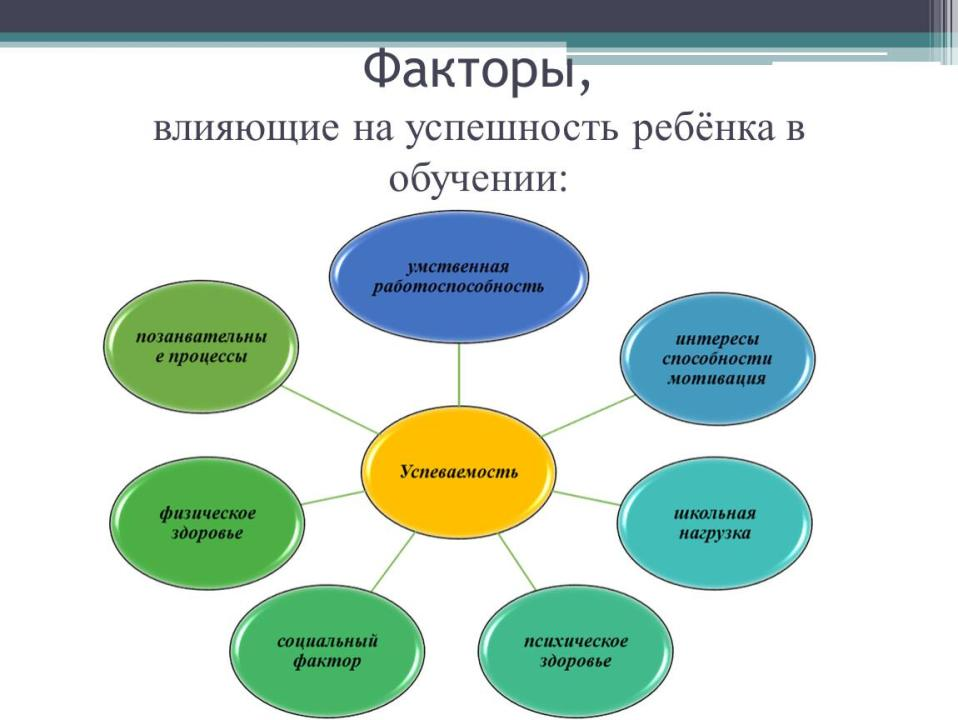 Факторы,
влияющие на успешность ребёнка в
обучении:
умственная
работоспособность
интересы
способности
мотивация
школьная
нагрузка
психическое
здоровье
социальный
фактор
физическое
здоровье
позанвательны
е процессы
Успеваемость